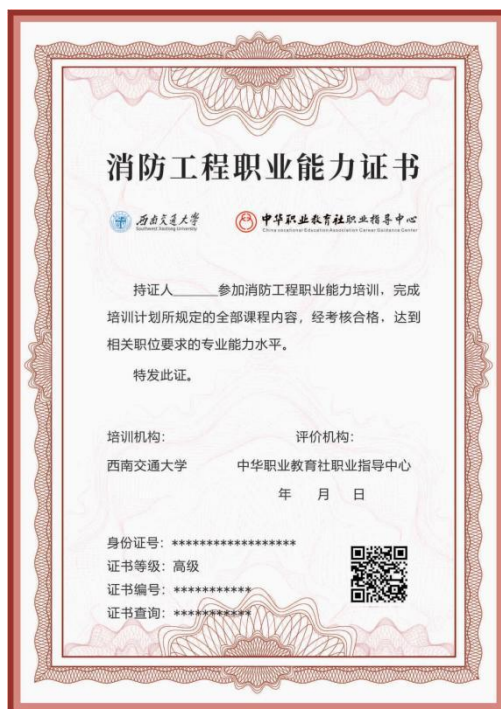 消防工程职业能力证书
西南交通大学
Southwest Jiaotong University
中华职业教育社职业指导中心
China vocational Education Association Career Guidance Center
持证人______参加消防工程职业能力培训，完成
培训计划所规定的全部课程内容，经考核合格，达到
相关职位要求的专业能力水平。
特发此证。
培训机构：
评价机构：
西南交通大学
中华职业教育社职业指导中心
年 月 日
身份证号：******************
证书等级：高级
证书编号：***********
证书查询：***********